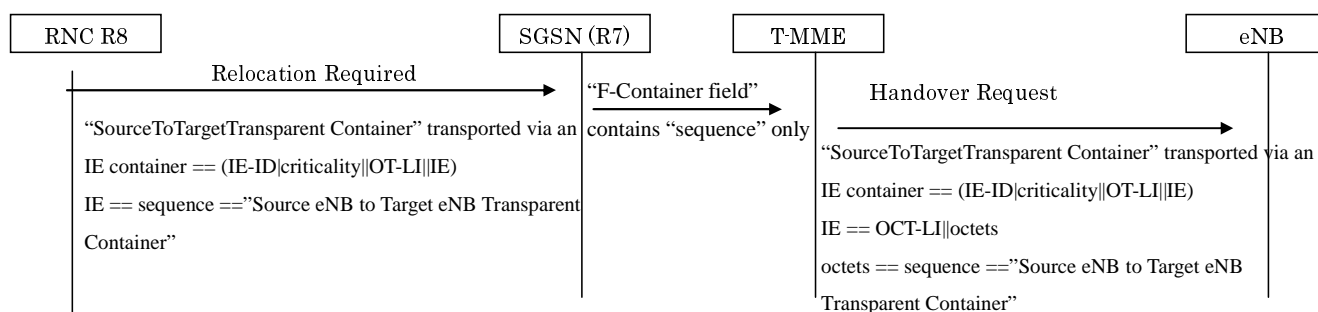 RNC R8
SGSN (R7)
T-MME
eNB
Relocation Required
“F-Container field”
contains “sequence” only
Handover Request
“SourceToTargetTransparent Container” transported via an
IE container == (IE-ID|criticality||OT-LI||IE)
IE == sequence ==”Source eNB to Target eNB Transparent
Container”
“SourceToTargetTransparent Container” transported via an
IE container == (IE-ID|criticality||OT-LI||IE)
IE == OCT-LI||octets
octets == sequence ==”Source eNB to Target eNB
Transparent Container”